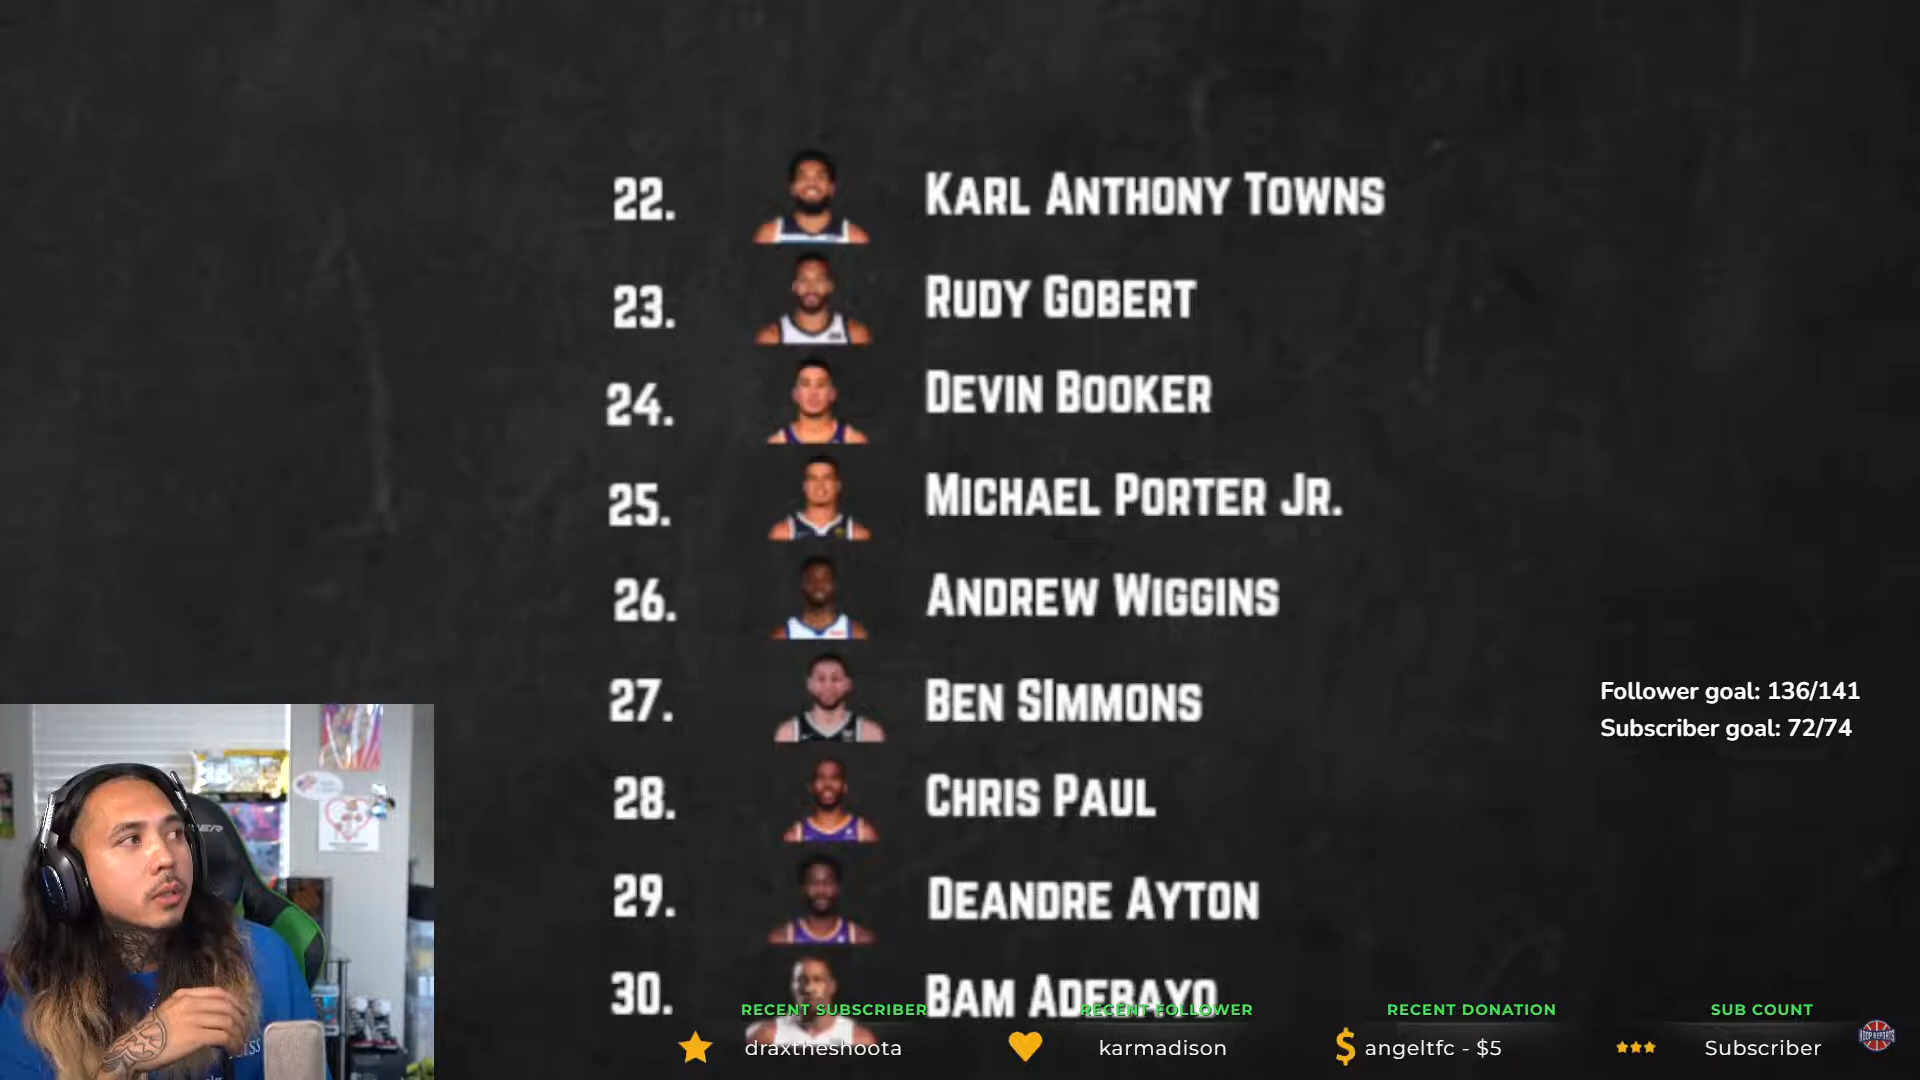 22. KARL ANTHONY TOWNS
23. RUDY GOBERT
24. DEVIN BOOKER
25. MICHAEL PORTER JR.
26. ANDREW WIGGINS
27. BEN SIMMONS
28. CHRIS PAUL
29. DEANDRE AYTON
30. BAM ADEBAYO
Follower goal: 136/141
Subscriber goal: 72/74
RECENT SUBSCRIBER
draxtheshoota
RECENT FOLLOWER
karmadison
RECENT DONATION
angeltfc - $5
SUB COUNT
Subscriber
HOOP REPORTS